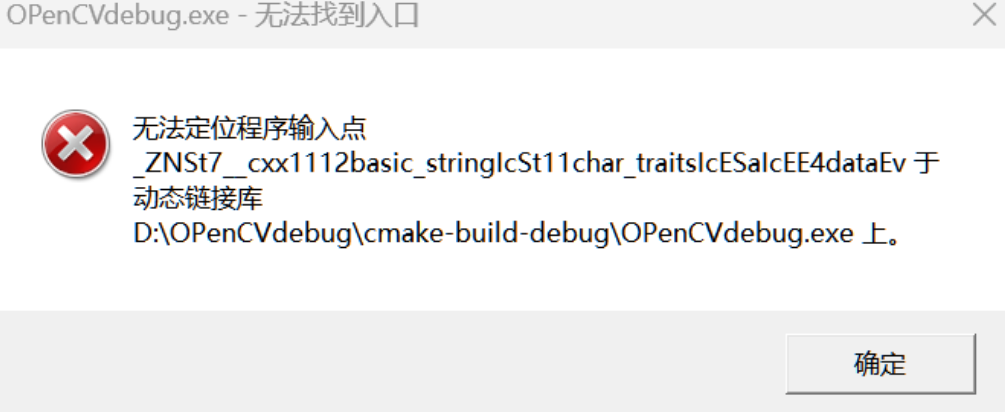 OPenCVdebug.exe - 无法找到入口
无法定位程序输入点
_ZNSt7__cxx1112basic_stringIcSt11char_traitsIcESaIcEE4dataEv 于
动态链接库
D:\OPenCVdebug\cmake-build-debug\OPenCVdebug.exe 上。
确定